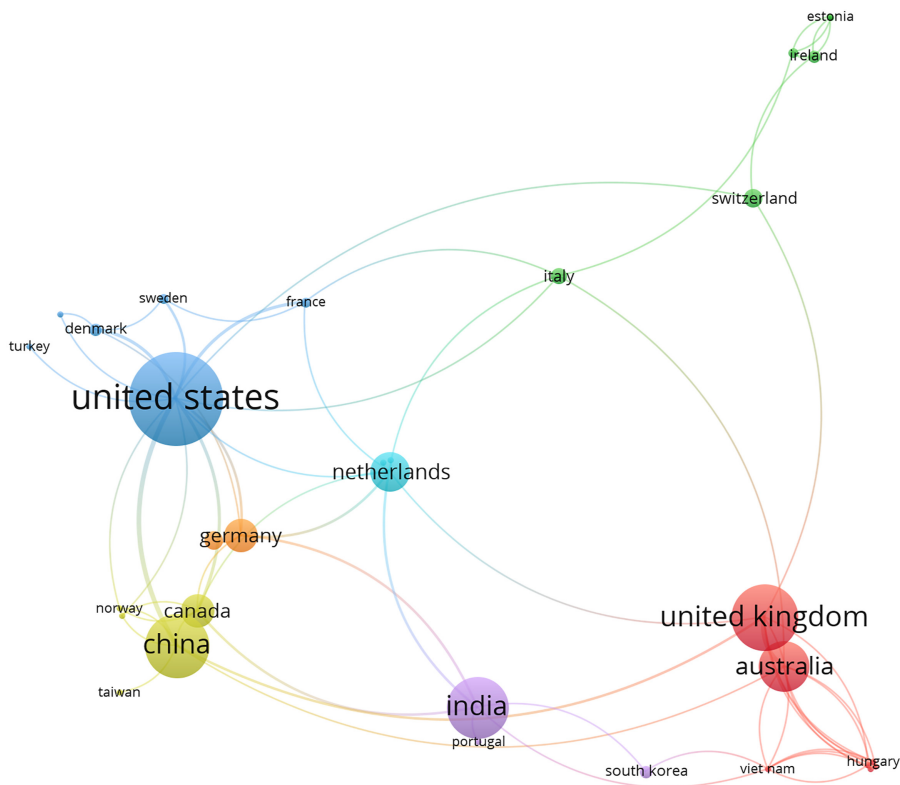 estonia
ireland
switzerland
italy
sweden
france
denmark
turkey
united states
netherlands
germany
norway
canada
china
united kingdom
australia
taiwan
india
portugal
south korea
viet nam
hungary